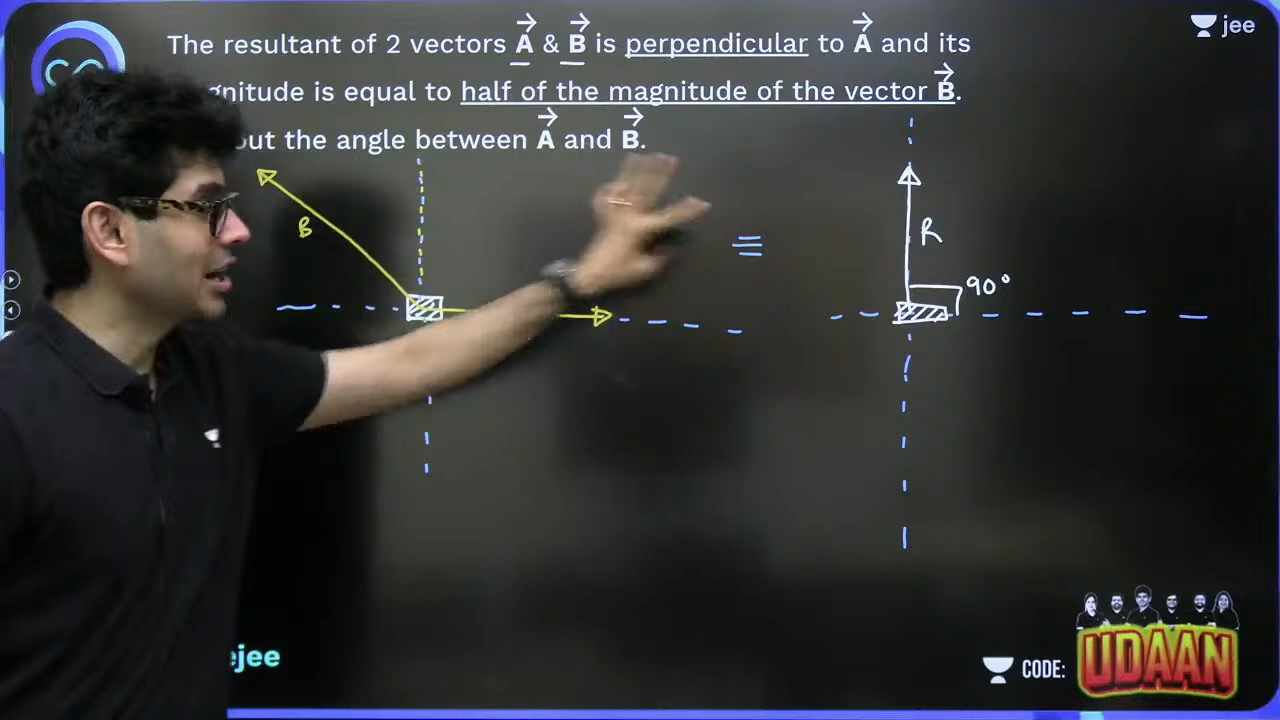 The resultant of 2 vectors A & B is perpendicular to A and its
gnitude is equal to half of the magnitude of the vector B.
out the angle between A and B.
jee
B
=
R
90°
ejee
CODE:
UDAAN